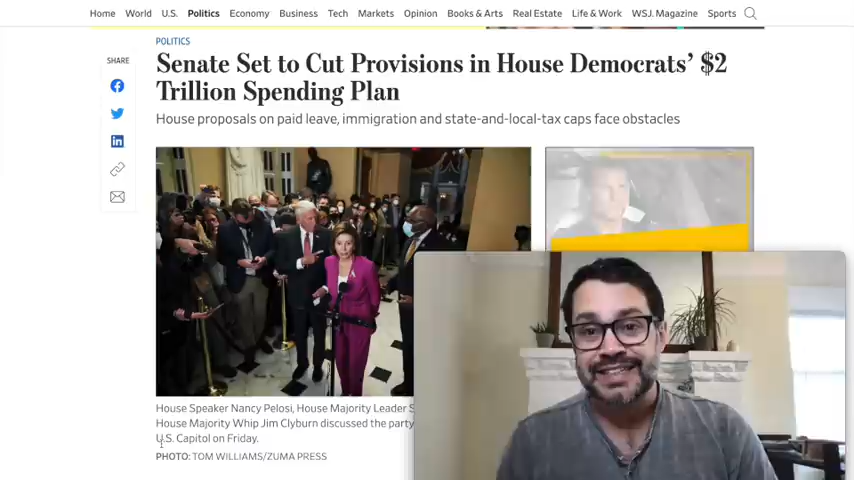 Home World U.S. Politics Economy Business Tech Markets Opinion Books & Arts Real Estate Life & Work WSJ. Magazine Sports
POLITICS
SHARE
Senate Set to Cut Provisions in House Democrats’ $2
Trillion Spending Plan
House proposals on paid leave, immigration and state-and-local-tax caps face obstacles
House Speaker Nancy Pelosi, House Majority Leader S
House Majority Whip Jim Clyburn discussed the party
U.S. Capitol on Friday.
PHOTO: TOM WILLIAMS/ZUMA PRESS